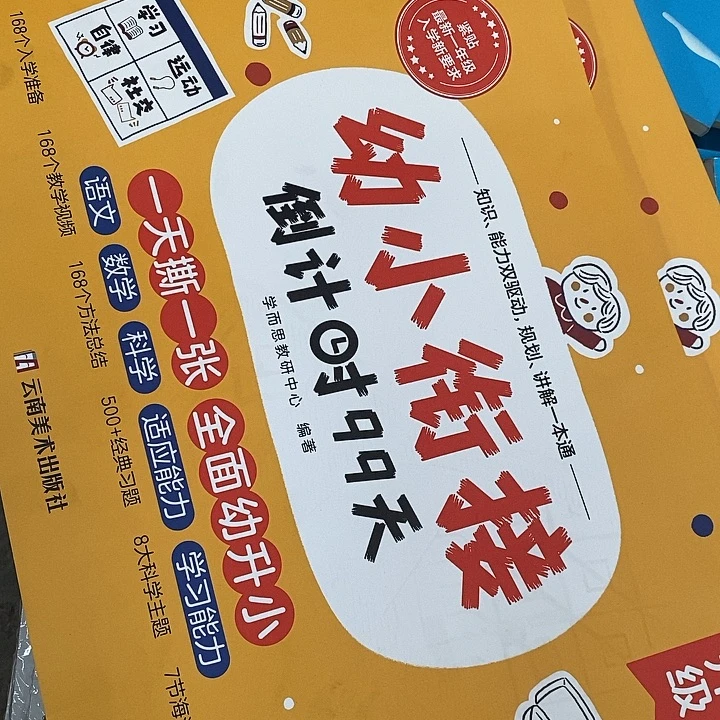 紧贴
最新一年级
入学新要求
知识、能力双驱动，规划、讲解一本通
幼小衔接
倒计时99天
学而思教研中心 编著
学习
运动
自律
社交
一天撕一张 全面幼升小
语文 数学 科学 适应能力 学习能力
168个入学准备 168个教学视频 168个方法总结 500+经典习题 8大科学主题
云南美术出版社
级